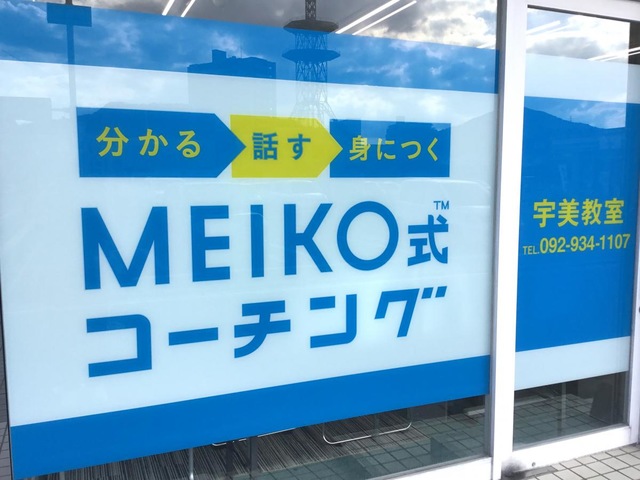 分かる 話す 身につく
MEIKO™式
コーチング
宇美教室
TEL.092-934-1107